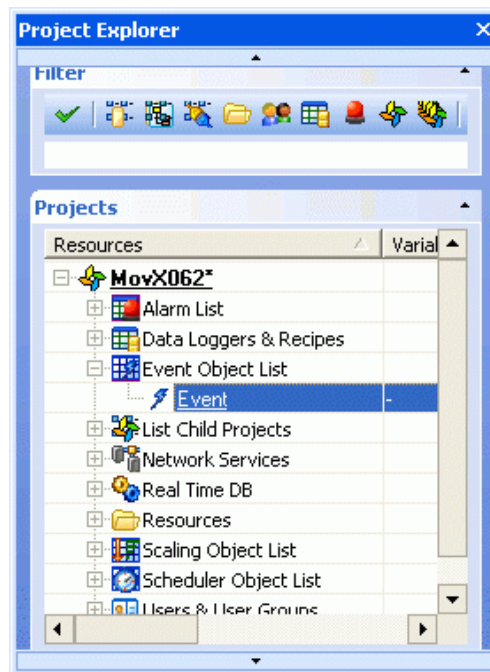 Project Explorer
Filter
Projects
Resources Varial
MovX062*
Alarm List
Data Loggers & Recipes
Event Object List
Event -
List Child Projects
Network Services
Real Time DB
Resources
Scaling Object List
Scheduler Object List
Users & User Groups